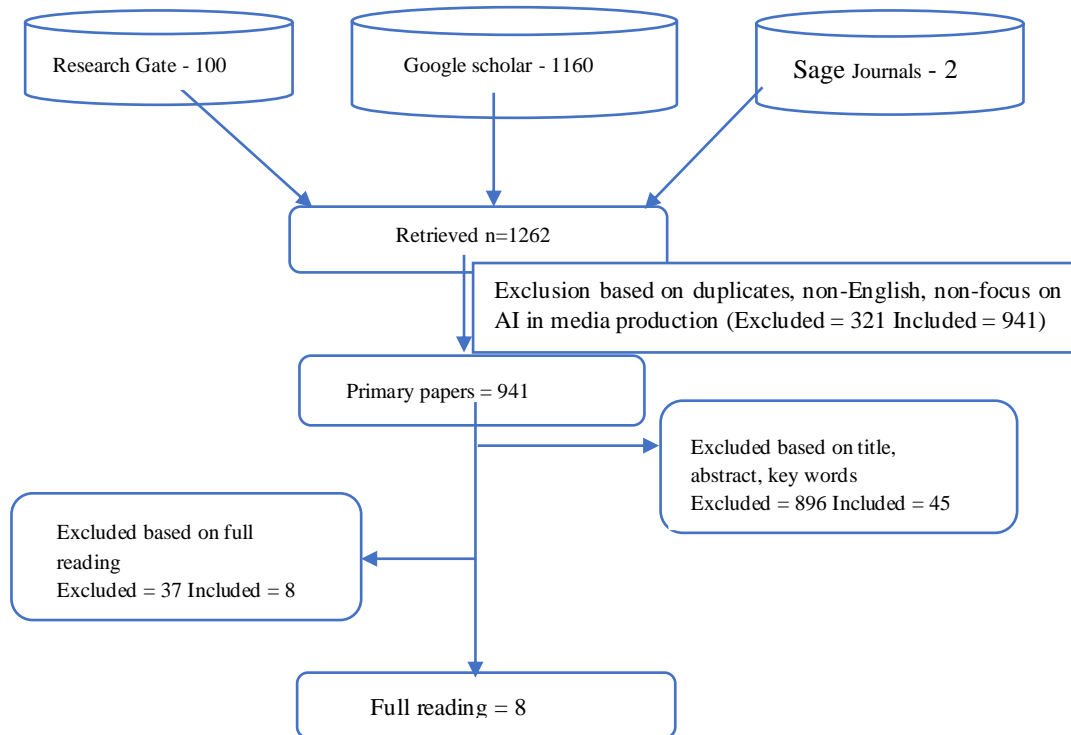 Research Gate - 100
Google scholar - 1160
Sage Journals - 2
Retrieved n=1262
Exclusion based on duplicates, non-English, non-focus on
AI in media production (Excluded = 321 Included = 941)
Primary papers = 941
Excluded based on title,
abstract, key words
Excluded = 896 Included = 45
Excluded based on full
reading
Excluded = 37 Included = 8
Full reading = 8